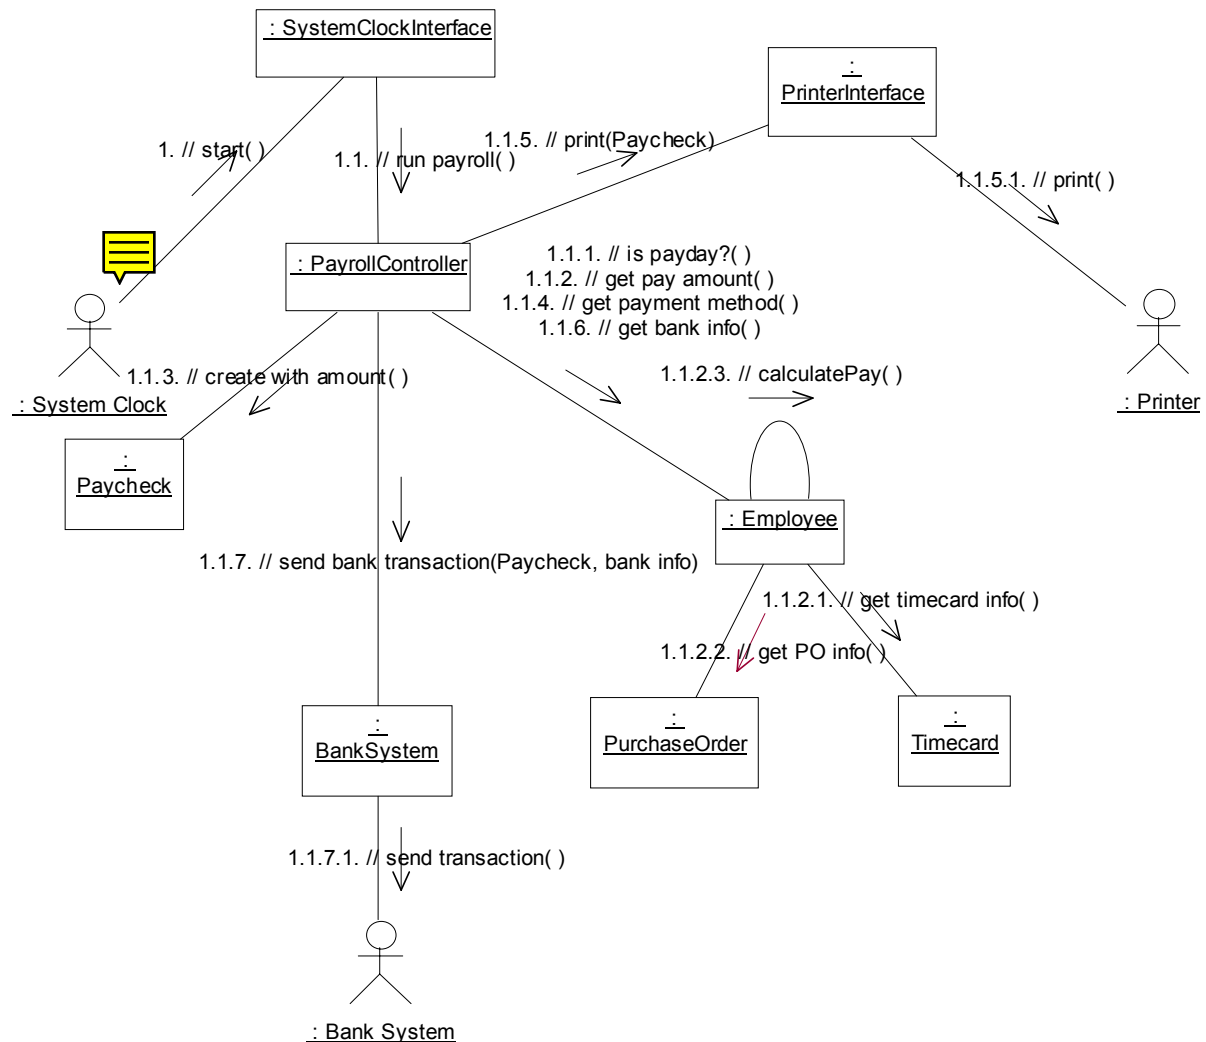 : SystemClockInterface
:
PrinterInterface
1. // start( )
1.1. // run payroll( )
1.1.5. // print(Paycheck)
1.1.5.1. // print( )
: PayrollController
1.1.1. // is payday?( )
1.1.2. // get pay amount( )
1.1.4. // get payment method( )
1.1.6. // get bank info( )
1.1.3. // create with amount( )
1.1.2.3. // calculatePay( )
: System Clock
: Printer
:
Paycheck
: Employee
1.1.7. // send bank transaction(Paycheck, bank info)
1.1.2.1. // get timecard info( )
1.1.2.2. // get PO info( )
:
BankSystem
:
PurchaseOrder
:
Timecard
1.1.7.1. // send transaction( )
: Bank System